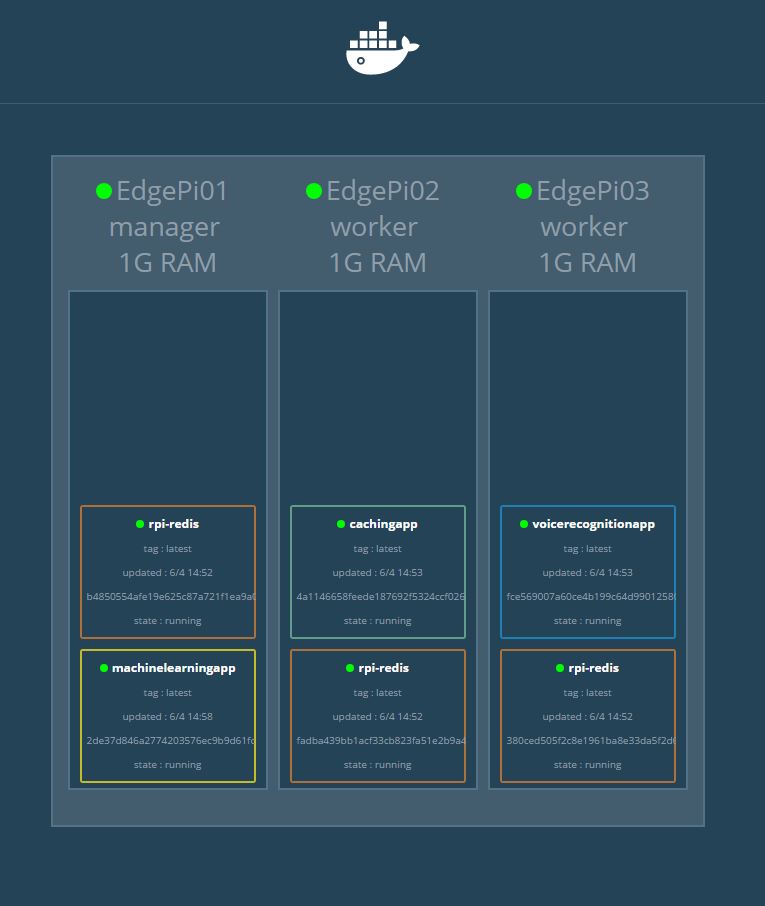 EdgePi01
manager
1G RAM
EdgePi02
worker
1G RAM
EdgePi03
worker
1G RAM
rpi-redis
tag : latest
updated : 6/4 14:52
b4850554afe19e625c87a721f1ea9a0
state : running
machinelearningapp
tag : latest
updated : 6/4 14:58
2de37d846a2774203576ec9b9d61fc
state : running
cachingapp
tag : latest
updated : 6/4 14:53
4a1146658feede187692f5324ccf026
state : running
rpi-redis
tag : latest
updated : 6/4 14:52
fadba439bb1acf33cb823fa51e2b9a4
state : running
voicerecognitionapp
tag : latest
updated : 6/4 14:53
fce569007a60ce4b199c64d99012580
state : running
rpi-redis
tag : latest
updated : 6/4 14:52
380ced505f2c8e1961ba8e33da5f2d6
state : running